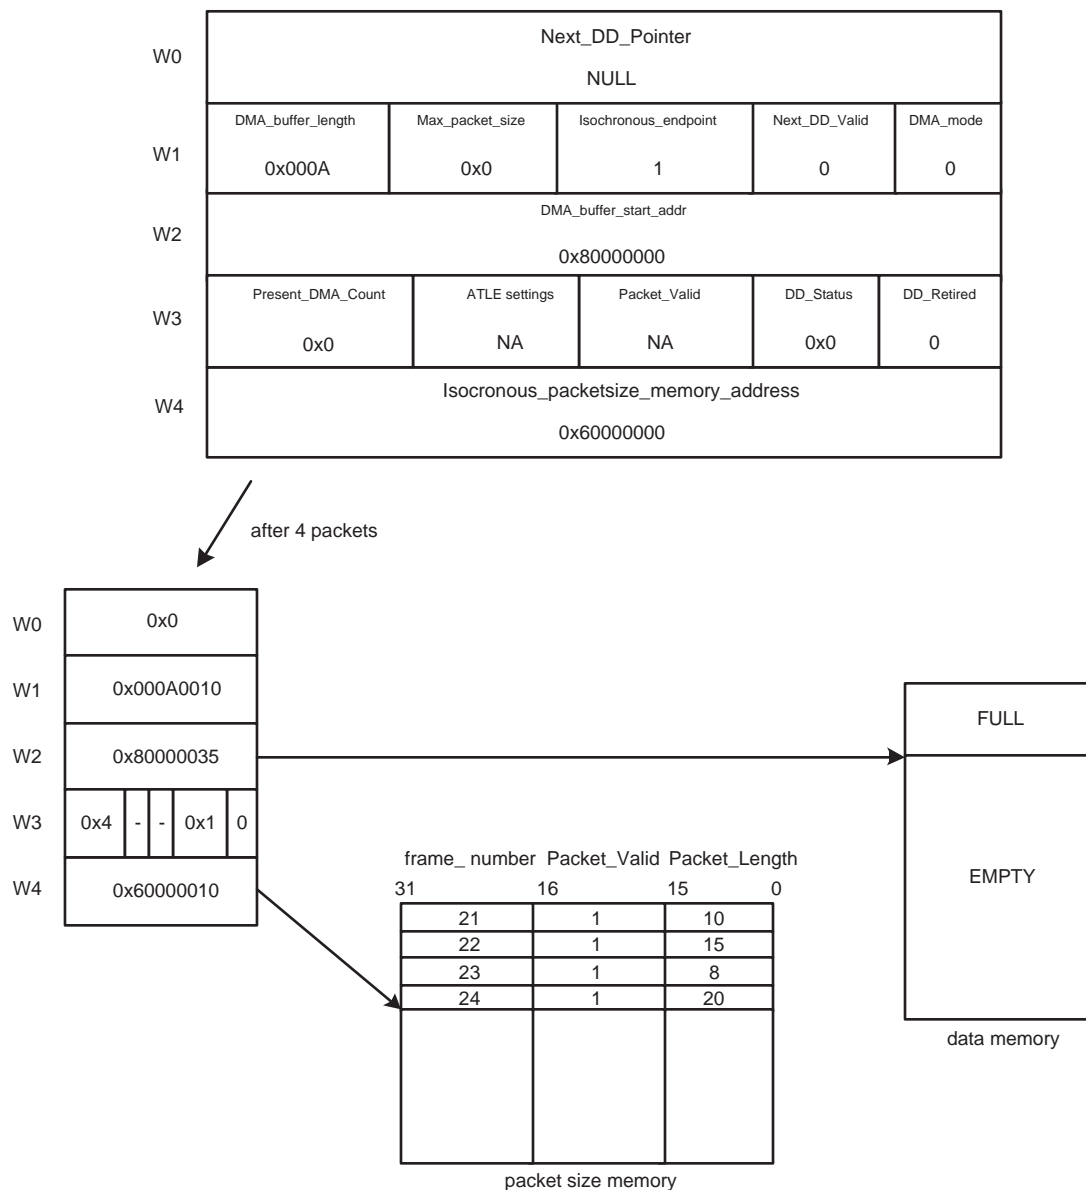 Next_DD_Pointer
W0
NULL
DMA_buffer_length Max_packet_size Isochronous_endpoint Next_DD_Valid DMA_mode
W1
0x000A 0x0 1 0 0
DMA_buffer_start_addr
W2
0x80000000
Present_DMA_Count ATLE settings Packet_Valid DD_Status DD_Retired
W3
0x0 NA NA 0x0 0
Isocronous_packetsize_memory_address
W4
0x60000000
after 4 packets
W0 0x0
W1 0x000A0010
FULL
W2 0x80000035
W3 0x4 - - 0x1 0
frame_ number Packet_Valid Packet_Length
W4 0x60000010
EMPTY
31 16 15 0
21 1 10
22 1 15
23 1 8
24 1 20
data memory
packet size memory